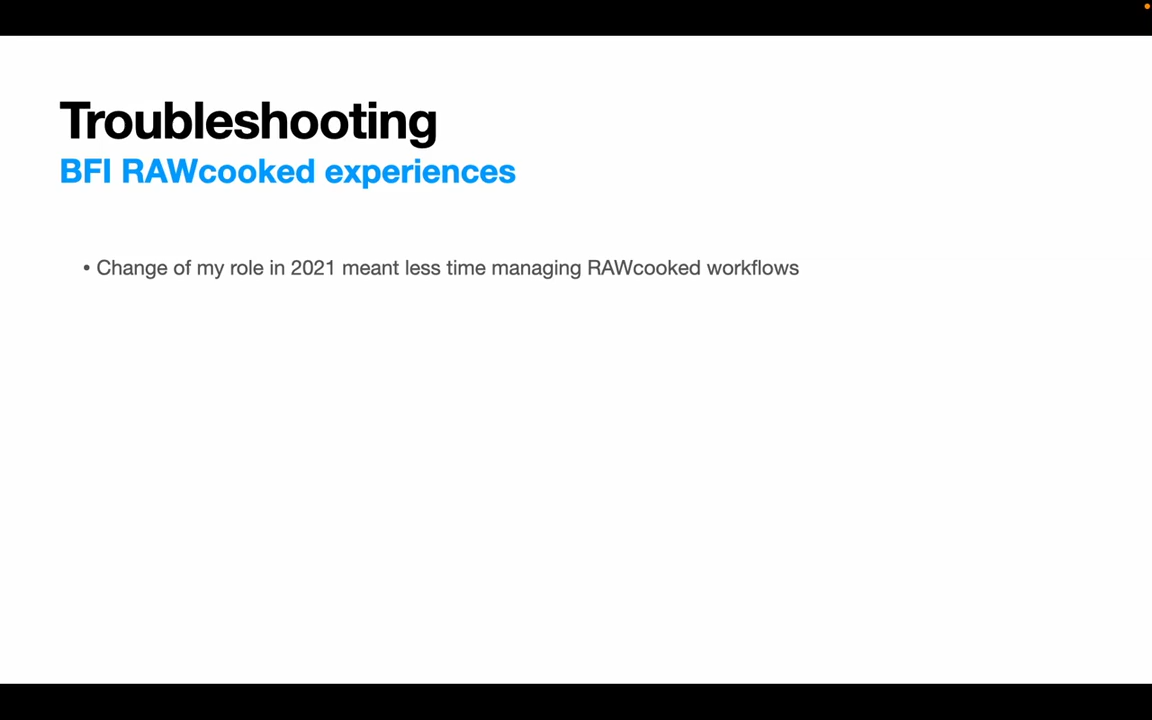 Troubleshooting
BFI RAWcooked experiences
• Change of my role in 2021 meant less time managing RAWcooked workflows